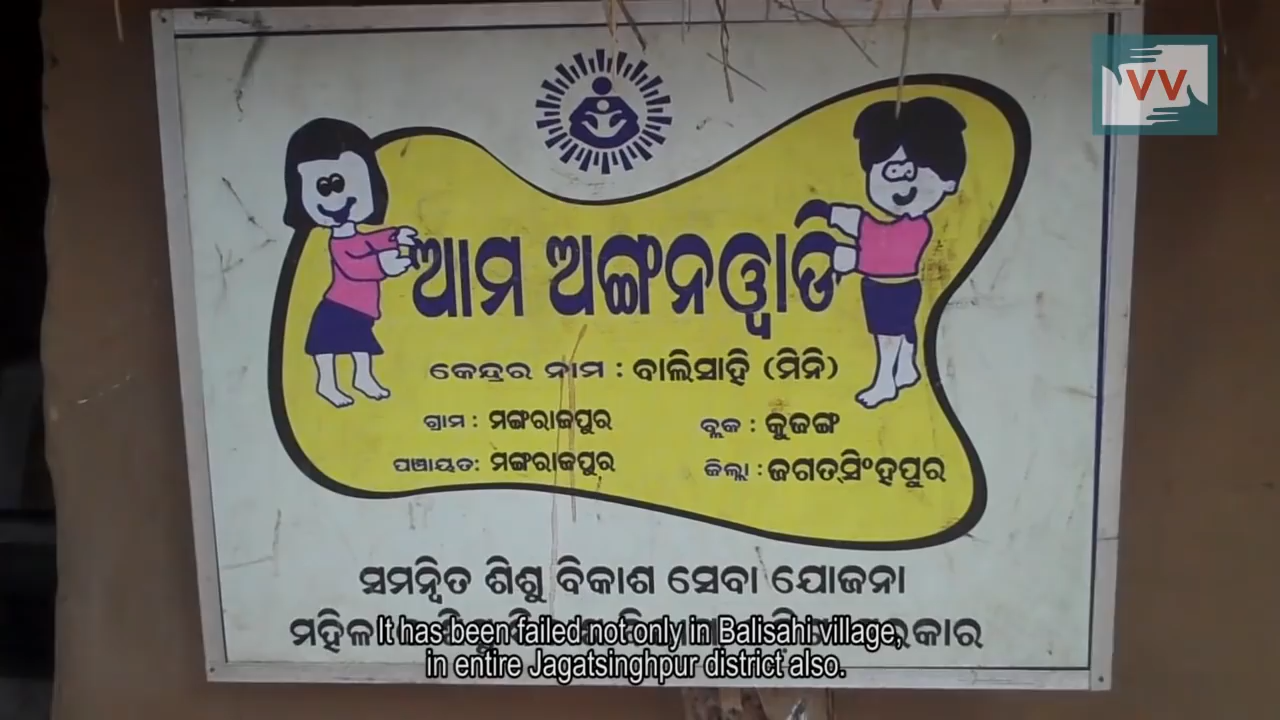 VV
ଆମ ଅଙ୍ଗନୱାଡି
କେନ୍ଦ୍ରର ନାମ : ବାଲିସାହି (ମିନି)
ଗ୍ରାମ : ମଙ୍ଗରାଜପୁର ବ୍ଲକ : କୁଜଙ୍ଗ
ପଞ୍ଚାୟତ: ମଙ୍ଗରାଜପୁର ଜିଲ୍ଲା : ଜଗତ୍‌ସିଂହପୁର
ସମନ୍ୱିତ ଶିଶୁ ବିକାଶ ସେବା ଯୋଜନା
It has been failed not only in Balisahi village,
in entire Jagatsinghpur district also.